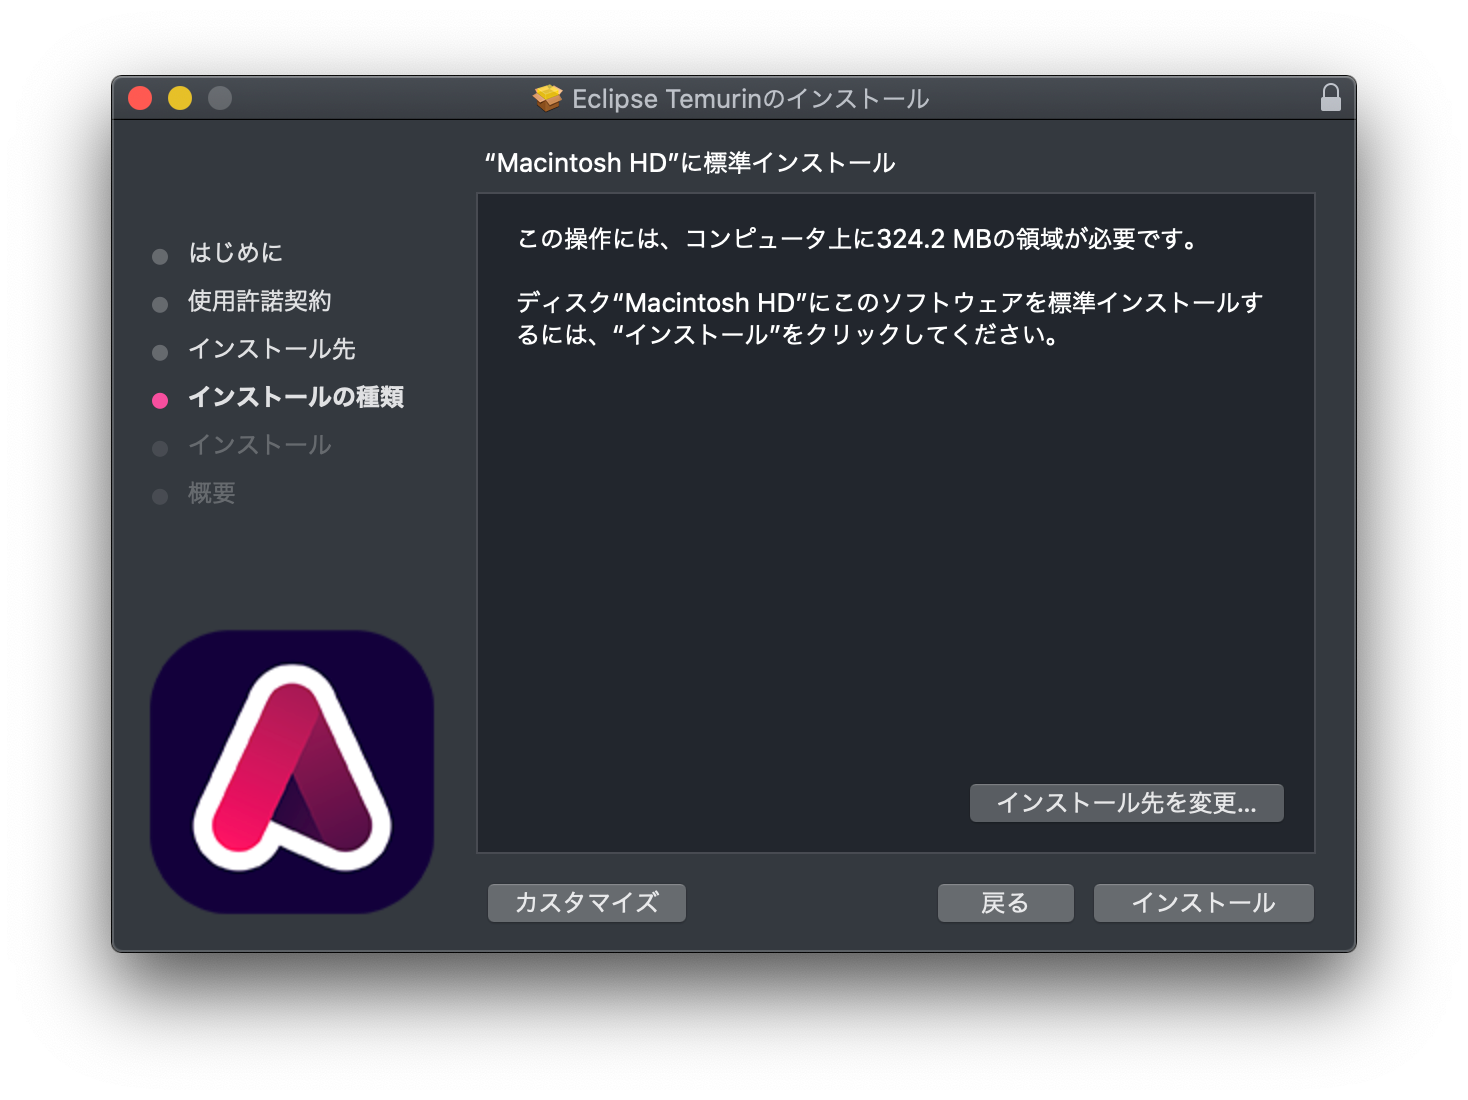 Eclipse Temurinのインストール
“Macintosh HD”に標準インストール
はじめに
使用許諾契約
インストール先
インストールの種類
インストール
概要
この操作には、コンピュータ上に324.2 MBの領域が必要です。
ディスク“Macintosh HD”にこのソフトウェアを標準インストールす
るには、“インストール”をクリックしてください。
インストール先を変更...
カスタマイズ
戻る
インストール